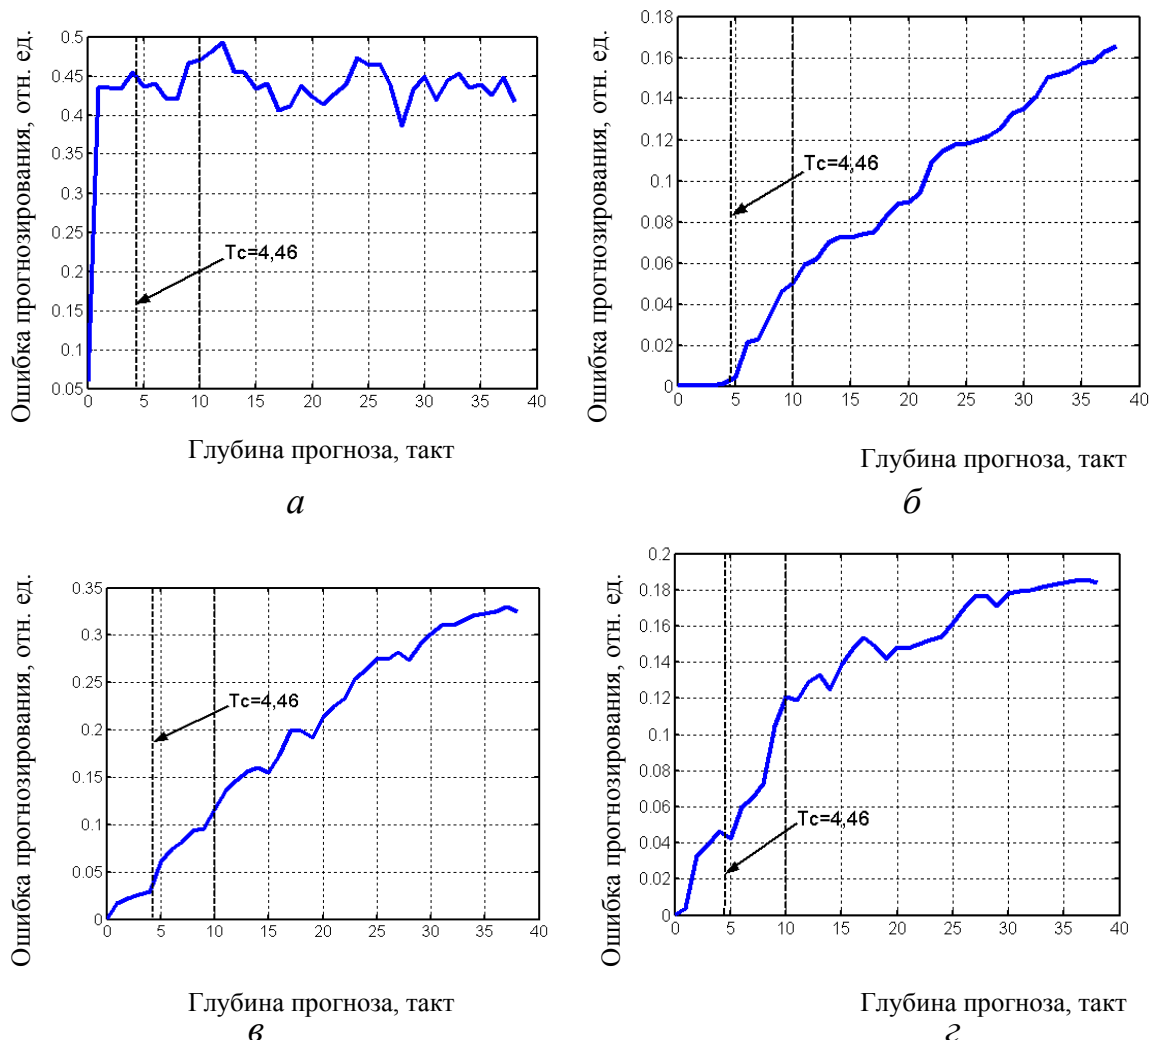 Ошибка прогнозирования, отн. ед.
0.5
0.45
0.4
0.35
0.3
0.25
0.2
0.15
0.1
0.05
Tc=4,46
0 5 10 15 20 25 30 35 40
Глубина прогноза, такт
а
Ошибка прогнозирования, отн. ед.
0.18
0.16
0.14
0.12
0.1
0.08
0.06
0.04
0.02
0
Tc=4,46
0 5 10 15 20 25 30 35 40
Глубина прогноза, такт
б
Ошибка прогнозирования, отн. ед.
0.35
0.3
0.25
0.2
0.15
0.1
0.05
0
Tc=4,46
0 5 10 15 20 25 30 35 40
Глубина прогноза, такт
в
Ошибка прогнозирования, отн. ед.
0.2
0.18
0.16
0.14
0.12
0.1
0.08
0.06
0.04
0.02
0
Tc=4,46
0 5 10 15 20 25 30 35 40
Глубина прогноза, такт
г